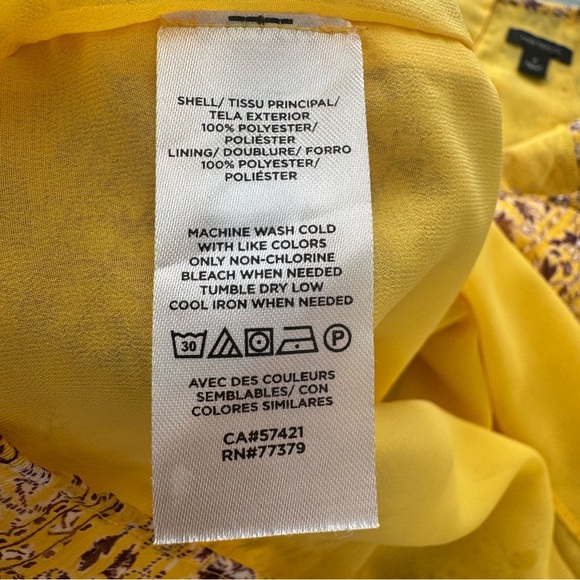 SHELL/ TISSU PRINCIPAL/
TELA EXTERIOR
100% POLYESTER/
POLIÉSTER
LINING/ DOUBLURE/ FORRO
100% POLYESTER/
POLIÉSTER
MACHINE WASH COLD
WITH LIKE COLORS
ONLY NON-CHLORINE
BLEACH WHEN NEEDED
TUMBLE DRY LOW
COOL IRON WHEN NEEDED
30 P
AVEC DES COULEURS
SEMBLABLES/ CON
COLORES SIMILARES
CA#57421
RN#77379